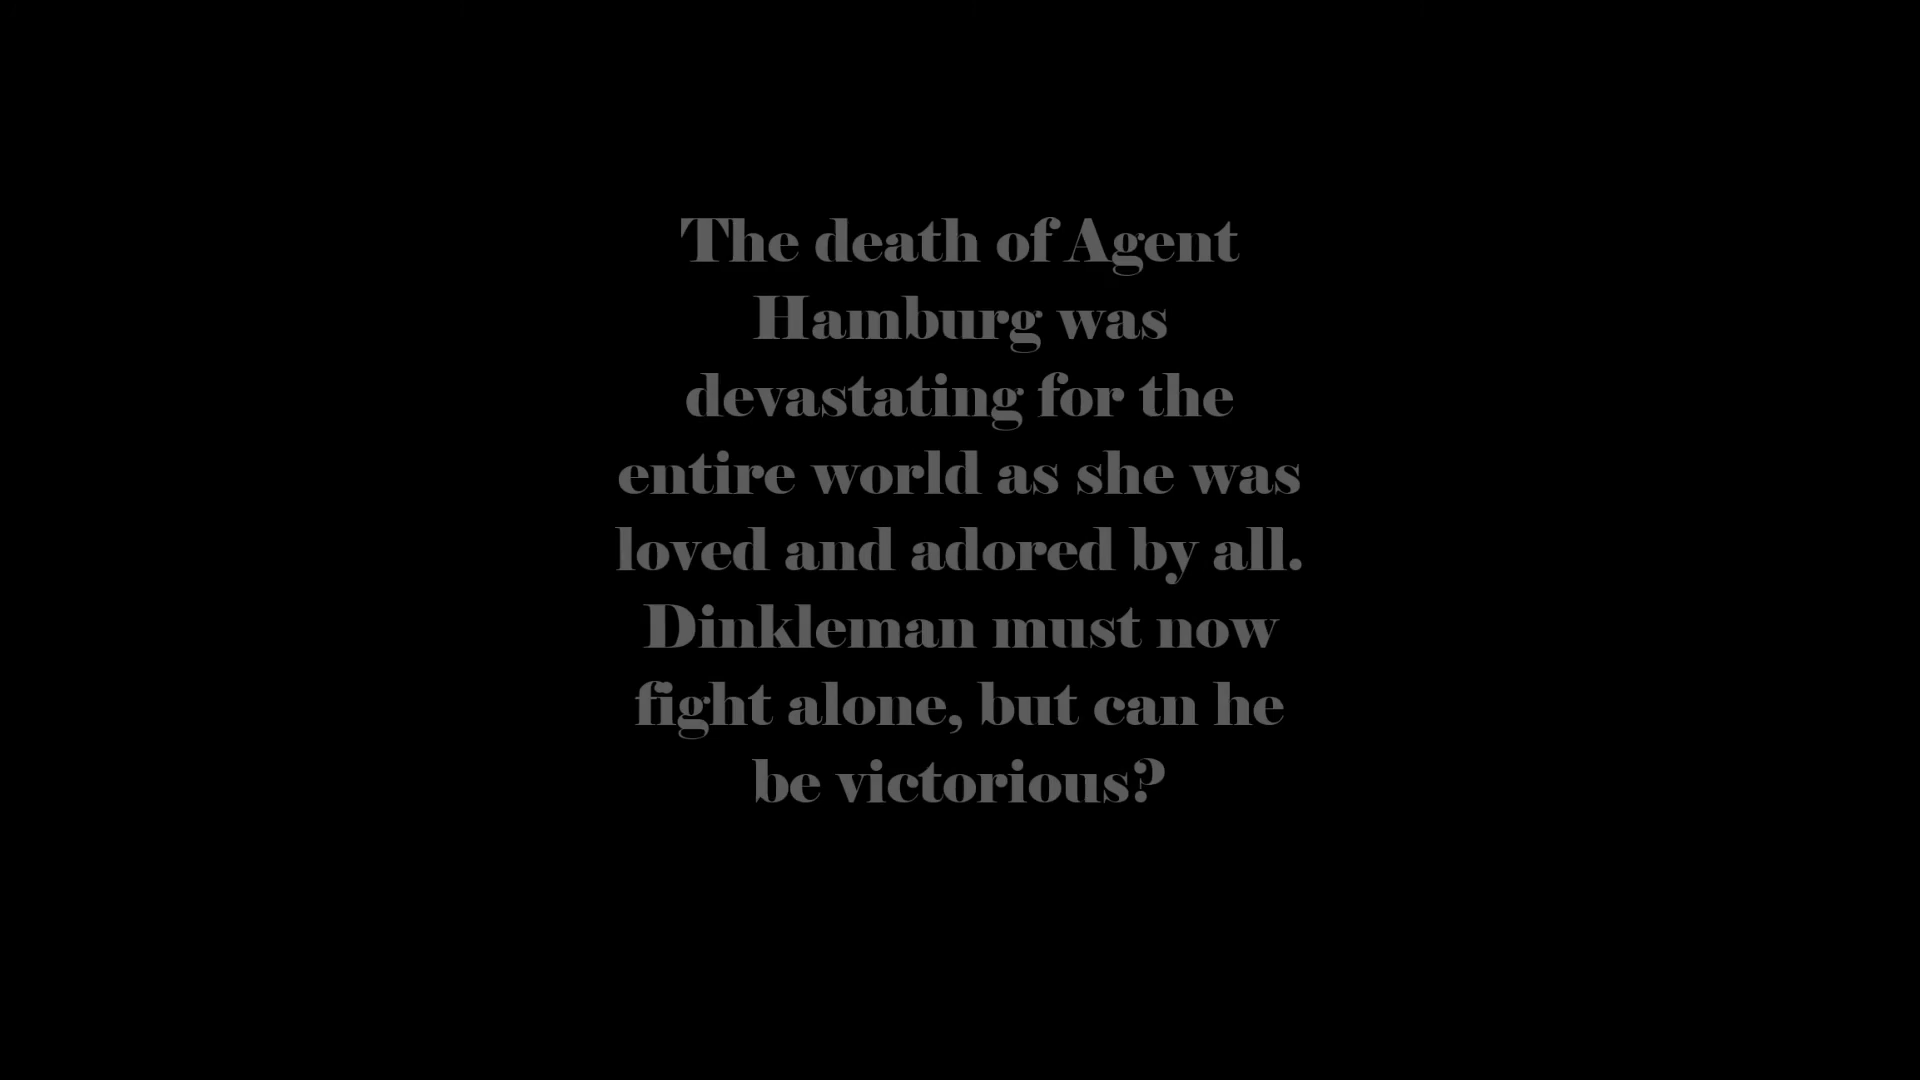 The death of Agent
Hamburg was
devastating for the
entire world as she was
loved and adored by all.
Dinkleman must now
fight alone, but can he
be victorious?